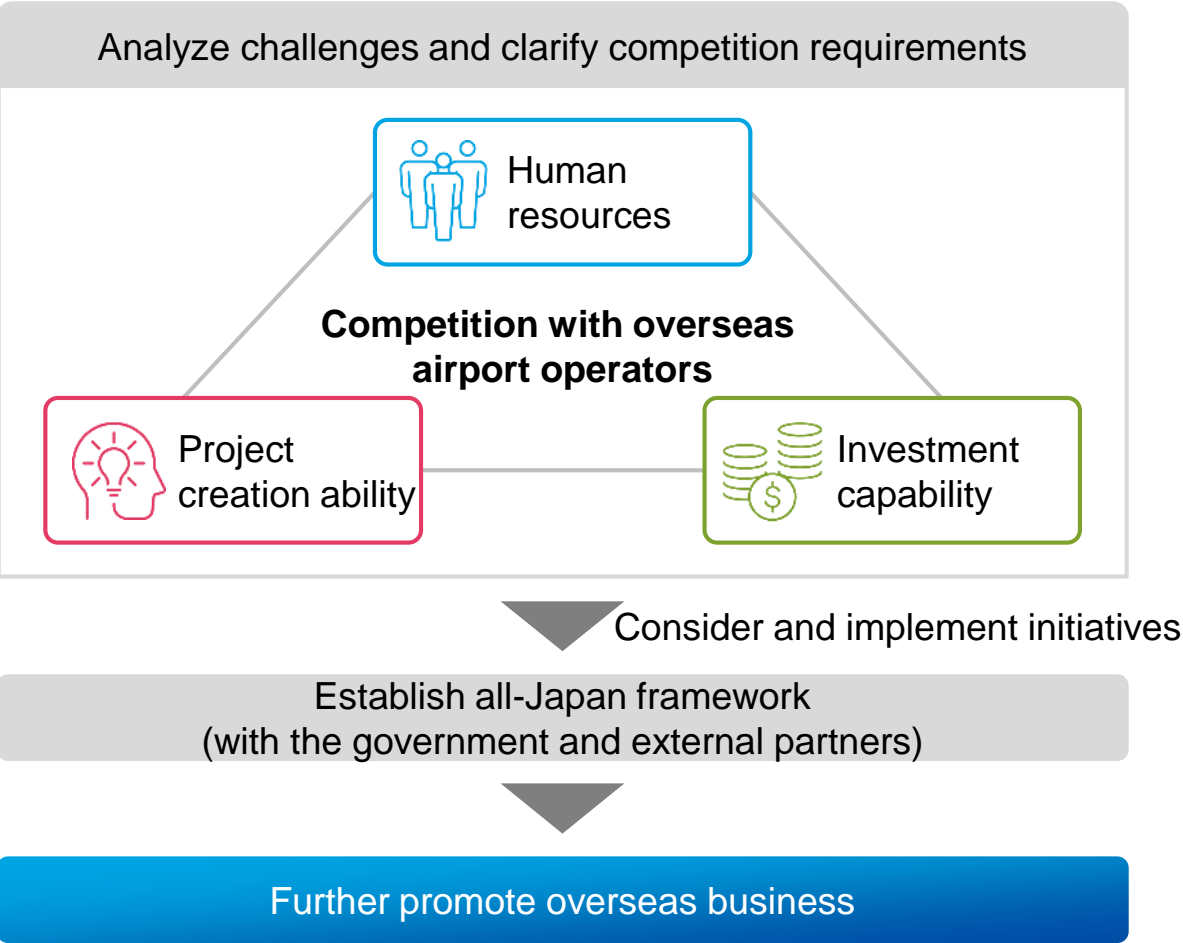 Analyze challenges and clarify competition requirements
Human
resources
Competition with overseas
airport operators
Project
creation ability
Investment
capability
$
Consider and implement initiatives
Establish all-Japan framework
(with the government and external partners)
Further promote overseas business